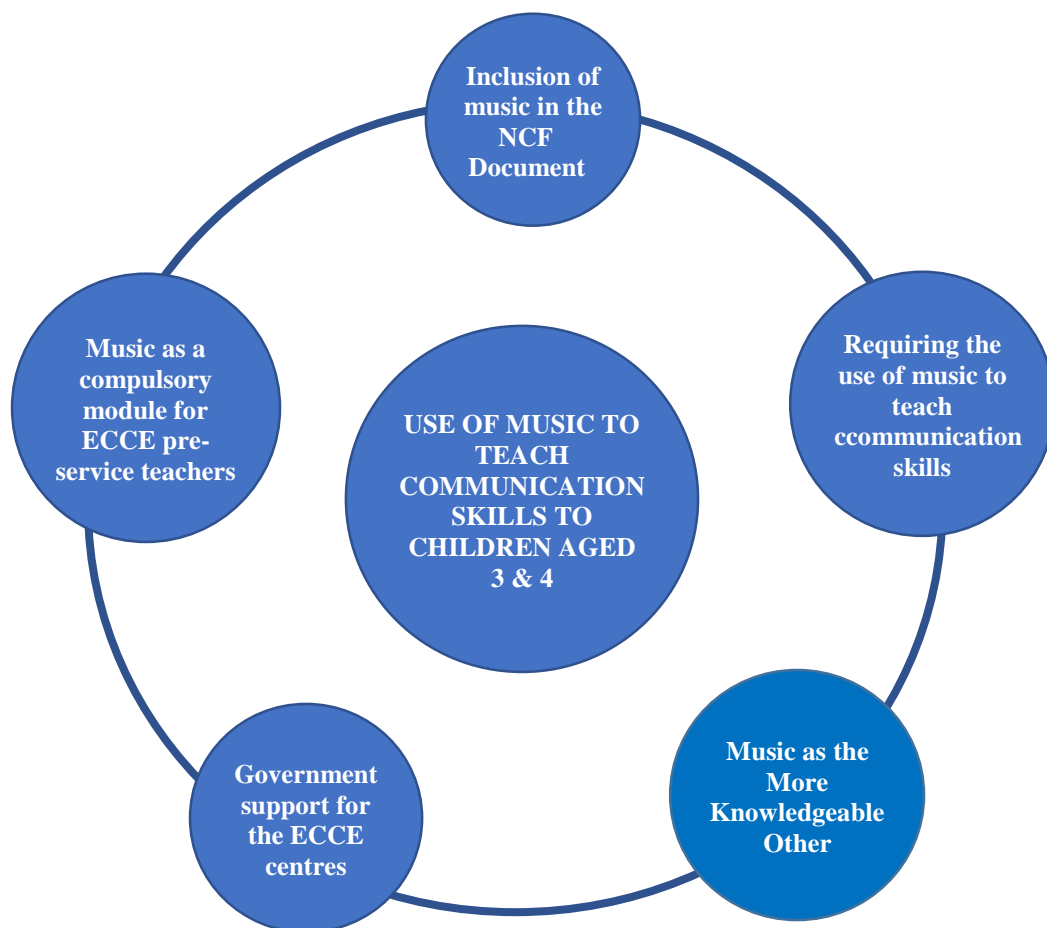 Inclusion of
music in the
NCF
Document
Requiring the
use of music to
teach
ccommunication
skills
Music as the
More
Knowledgeable
Other
Government
support for
the ECCE
centres
Music as a
compulsory
module for
ECCE pre-
service teachers
USE OF MUSIC TO
TEACH
COMMUNICATION
SKILLS TO
CHILDREN AGED
3 & 4